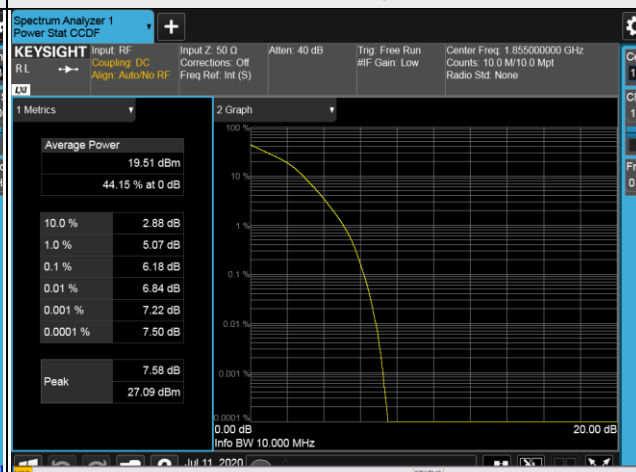 Spectrum Analyzer 1
Power Stat CCDF
+
KEYSIGHT
RL
LXI
Input: RF
Coupling: DC
Align: Auto/No RF
Input Z: 50 Ω
Corrections: Off
Freq Ref: Int (S)
Atten: 40 dB
Trig: Free Run
#IF Gain: Low
Center Freq: 1.855000000 GHz
Counts: 10.0 M/10.0 Mpt
Radio Std: None
1 Metrics
Average Power
19.51 dBm
44.15 % at 0 dB
10.0 % 2.88 dB
1.0 % 5.07 dB
0.1 % 6.18 dB
0.01 % 6.84 dB
0.001 % 7.22 dB
0.0001 % 7.50 dB
Peak
7.58 dB
27.09 dBm
2 Graph
100 %
10 %
1 %
0.1 %
0.01 %
0.001 %
0.0001 %
0.00 dB 20.00 dB
Info BW 10.000 MHz
Jul 11, 2020